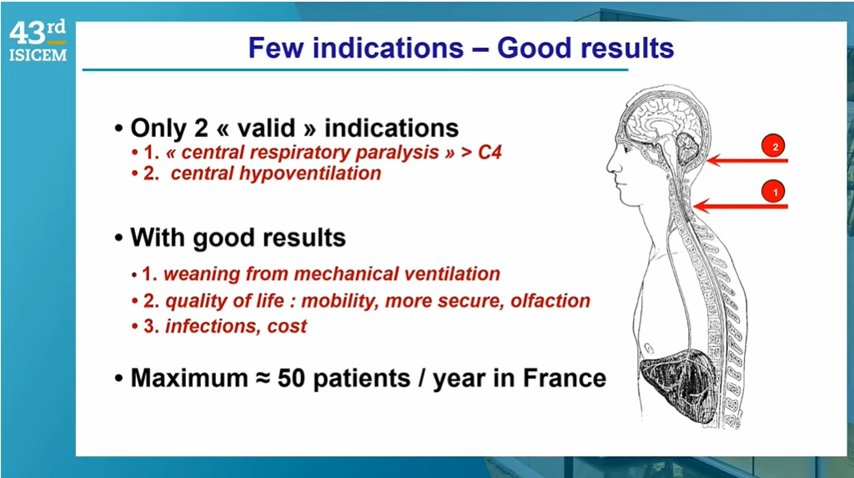 43rd
ISICEM
Few indications – Good results
• Only 2 « valid » indications
• 1. « central respiratory paralysis » > C4
• 2. central hypoventilation
2
1
• With good results
• 1. weaning from mechanical ventilation
• 2. quality of life : mobility, more secure, olfaction
• 3. infections, cost
• Maximum ≈ 50 patients / year in France